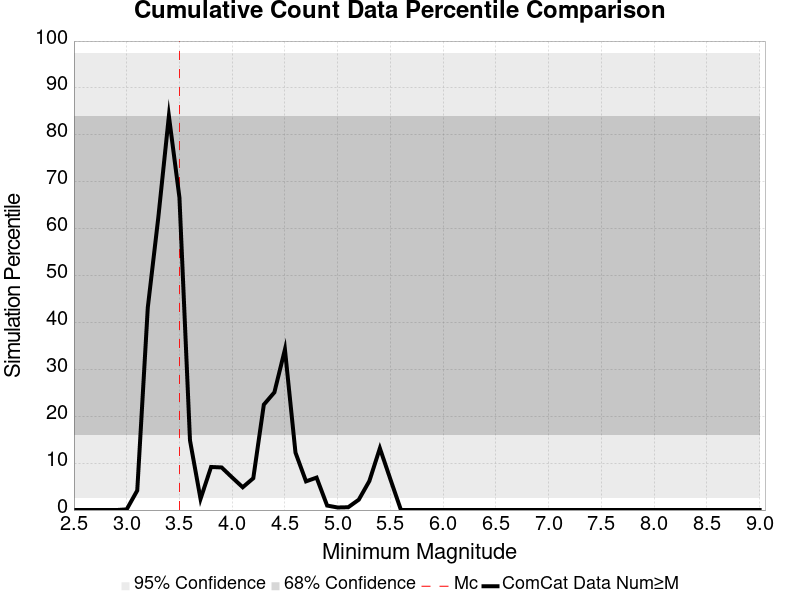 Cumulative Count Data Percentile Comparison
100
90
80
70
60
50
40
30
20
10
0
Simulation Percentile
2.5 3.0 3.5 4.0 4.5 5.0 5.5 6.0 6.5 7.0 7.5 8.0 8.5 9.0
Minimum Magnitude
95% Confidence 68% Confidence Mc ComCat Data Num≥M